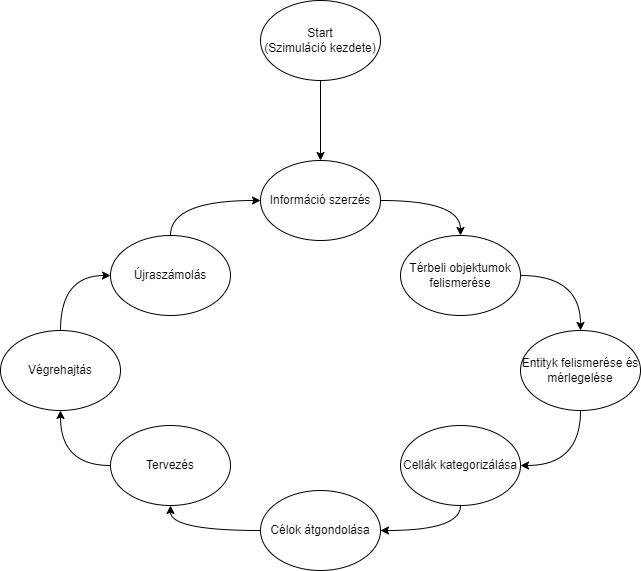 Start
(Szimuláció kezdete)
Információ szerzés
Térbeli objektumok
felismerése
Entityk felismerése és
mérlegelése
Cellák kategorizálása
Célok átgondolása
Tervezés
Végrehajtás
Újraszámolás